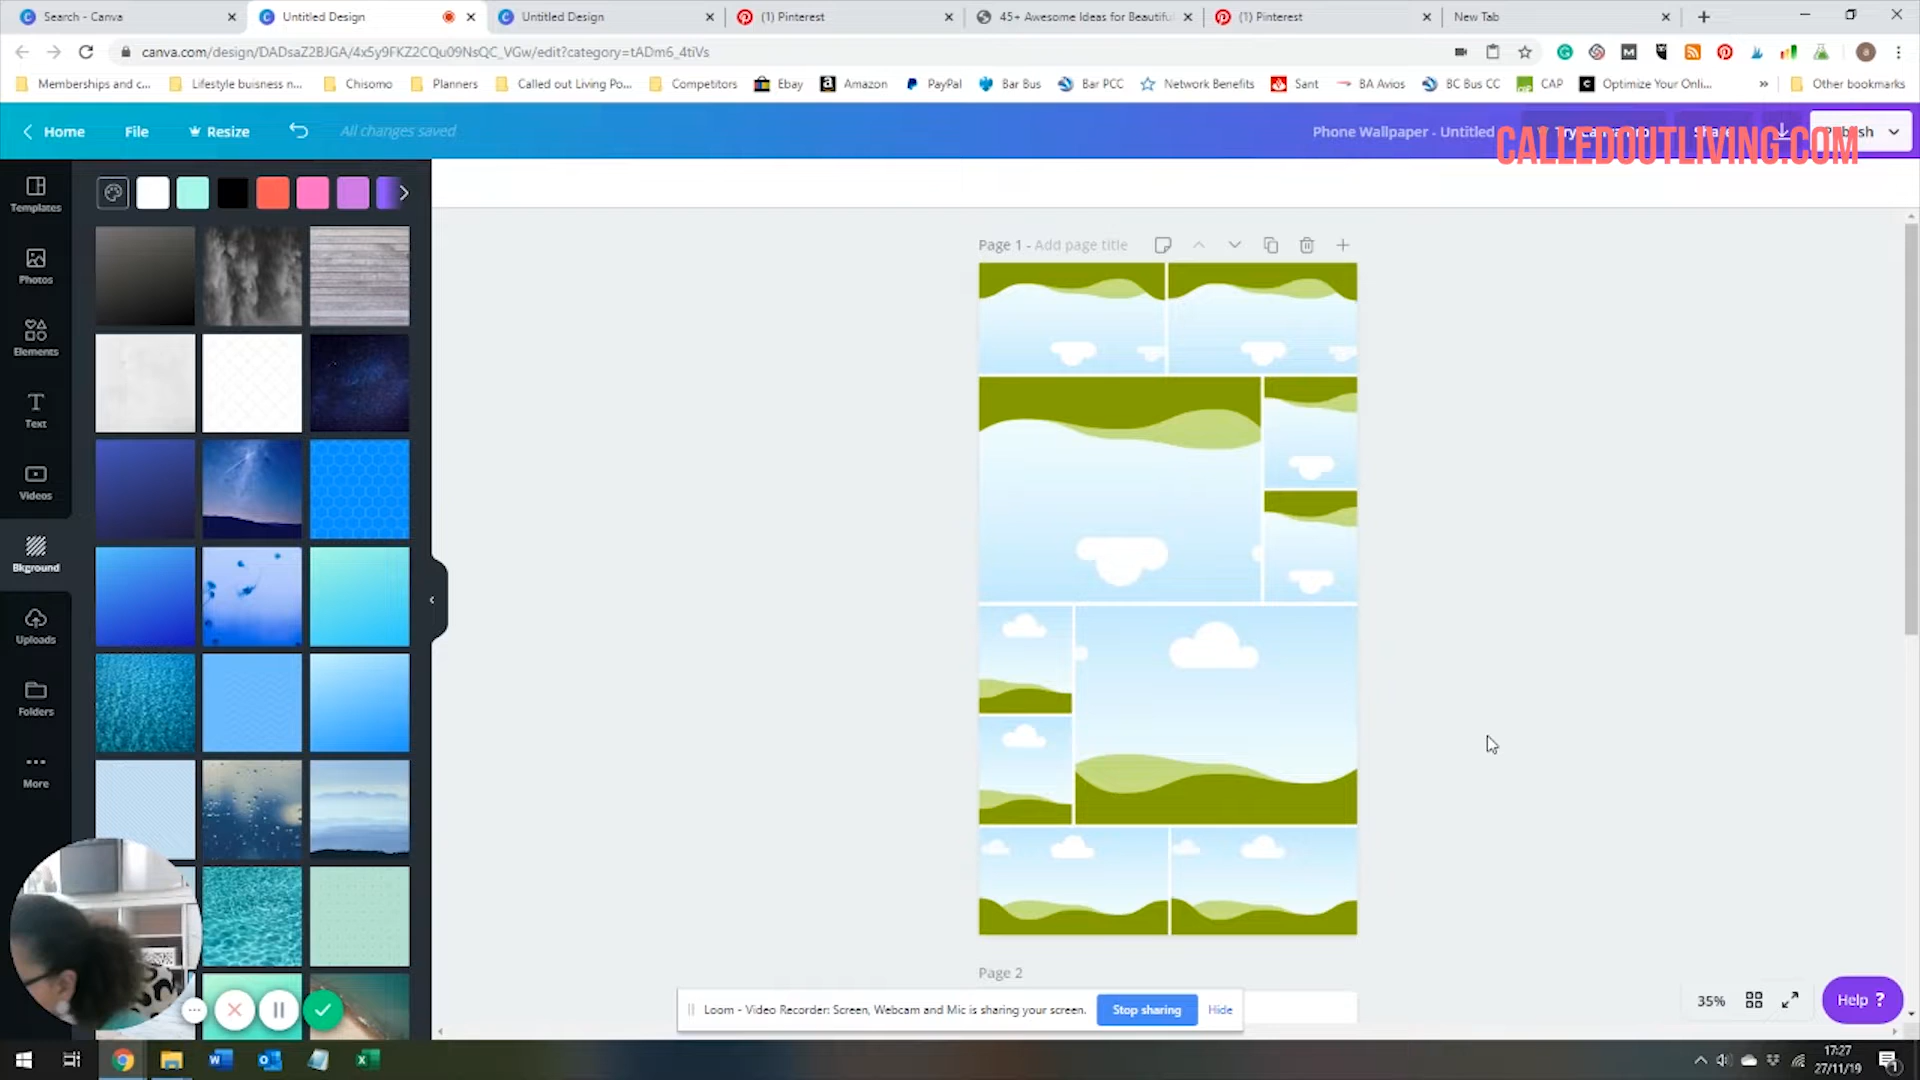 Search - Canva
Untitled Design
Untitled Design
(1) Pinterest
45+ Awesome Ideas for Beautiful
(1) Pinterest
New Tab
canva.com/design/DADsaZ2BJGA/4x5y9FKZ2CQu09NsQC_VGw/edit?category=tADm6_4tiVs
Memberships and c...
Lifestyle buisness n...
Chisomo
Planners
Called out Living Po...
Competitors
Ebay
Amazon
PayPal
Bar Bus
Bar PCC
Network Benefits
Sant
BA Avios
BC Bus CC
CAP
Optimize Your Onli...
»
Other bookmarks
Home
File
Resize
All changes saved
Phone Wallpaper - Untitled
CALLEDOUTLIVING.COM
Templates
Photos
Elements
Text
Videos
Bkground
Uploads
Folders
More
Page 1 - Add page title
Page 2
Loom - Video Recorder: Screen, Webcam and Mic is sharing your screen.
Stop sharing
Hide
35%
Help ?
17:27
27/11/19